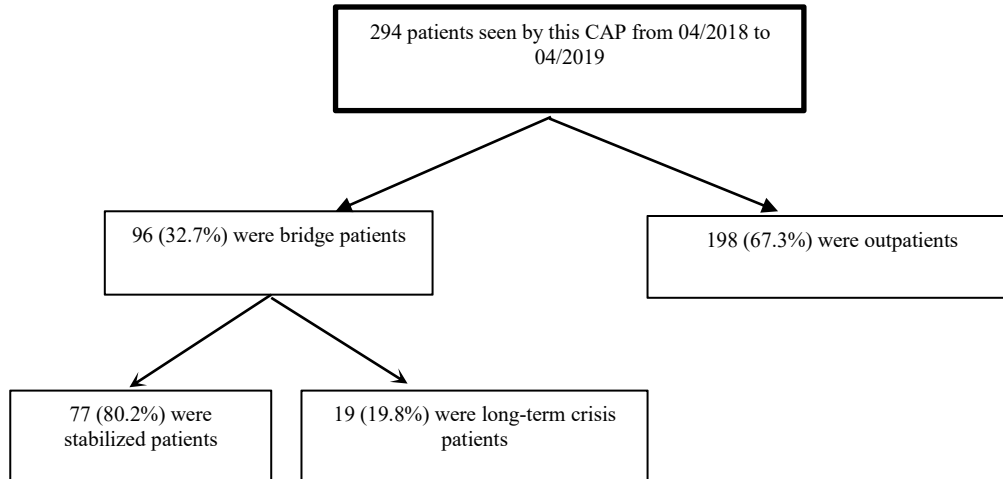 294 patients seen by this CAP from 04/2018 to
04/2019
96 (32.7%) were bridge patients
198 (67.3%) were outpatients
77 (80.2%) were
stabilized patients
19 (19.8%) were long-term crisis
patients